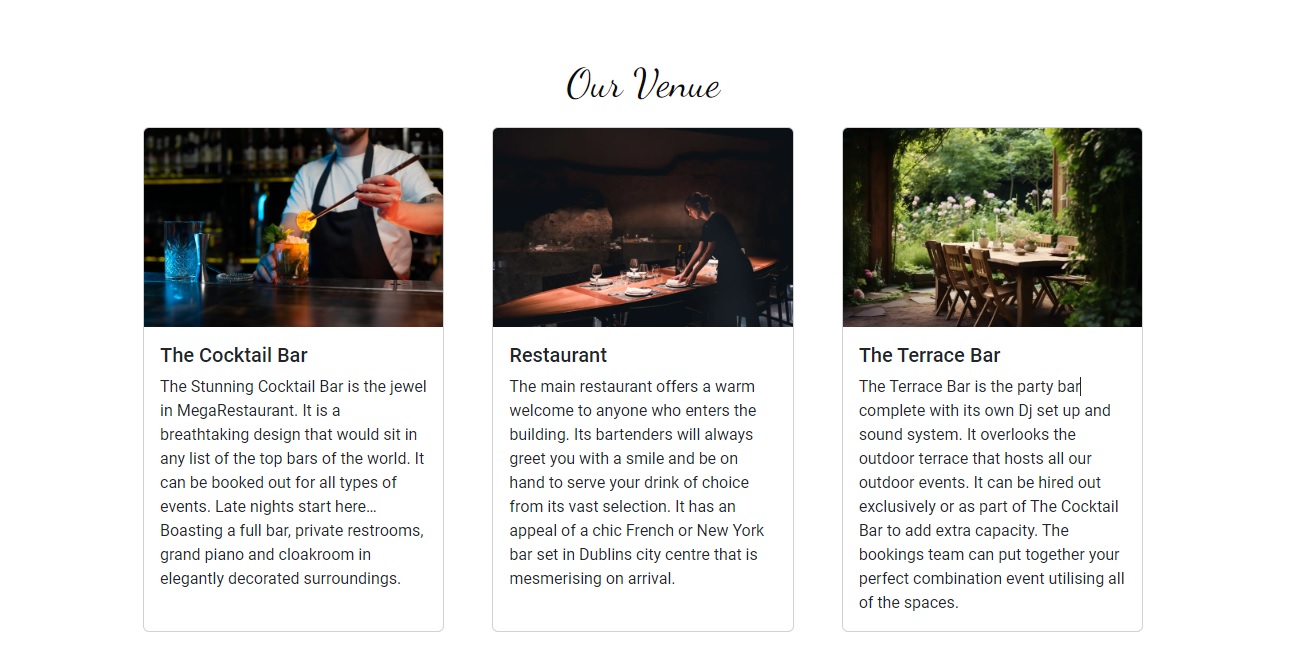 Our Venue
The Cocktail Bar
The Stunning Cocktail Bar is the jewel
in MegaRestaurant. It is a
breathtaking design that would sit in
any list of the top bars of the world. It
can be booked out for all types of
events. Late nights start here...
Boasting a full bar, private restrooms,
grand piano and cloakroom in
elegantly decorated surroundings.
Restaurant
The main restaurant offers a warm
welcome to anyone who enters the
building. Its bartenders will always
greet you with a smile and be on
hand to serve your drink of choice
from its vast selection. It has an
appeal of a chic French or New York
bar set in Dublins city centre that is
mesmerising on arrival.
The Terrace Bar
The Terrace Bar is the party bar
complete with its own Dj set up and
sound system. It overlooks the
outdoor terrace that hosts all our
outdoor events. It can be hired out
exclusively or as part of The Cocktail
Bar to add extra capacity. The
bookings team can put together your
perfect combination event utilising all
of the spaces.